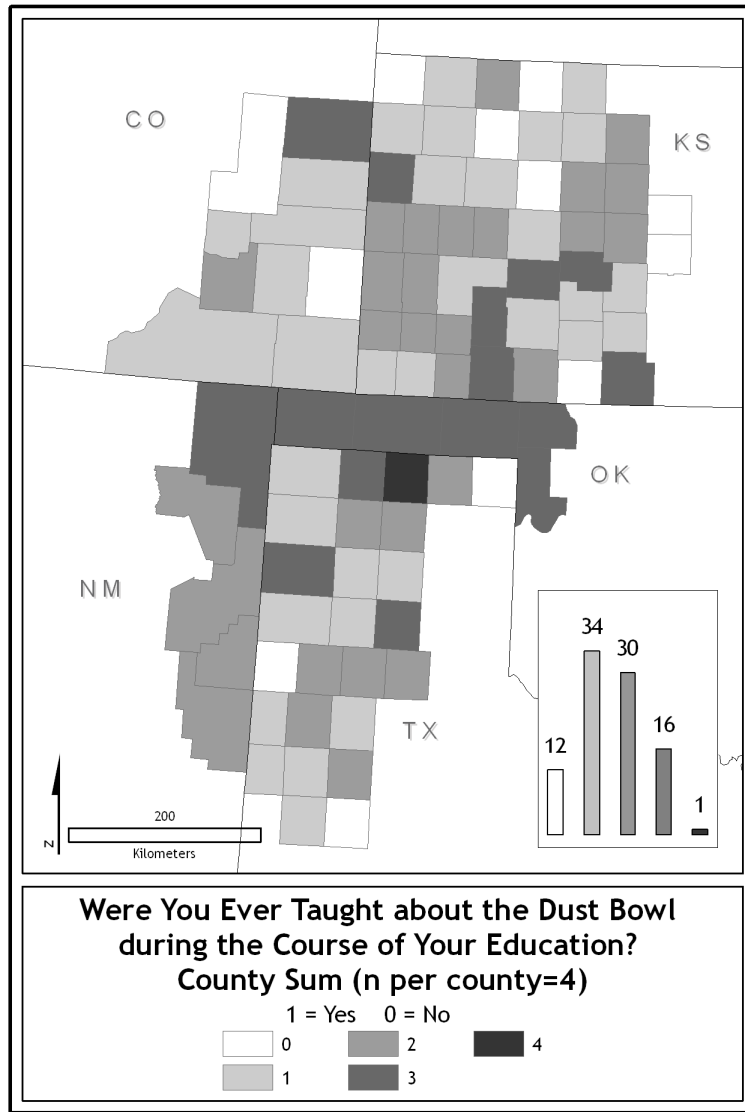 CO
KS
OK
NM
TX
34
30
12
16
1
200
Kilometers
N
Were You Ever Taught about the Dust Bowl
during the Course of Your Education?
County Sum (n per county=4)
1 = Yes 0 = No
0 2 4
1 3